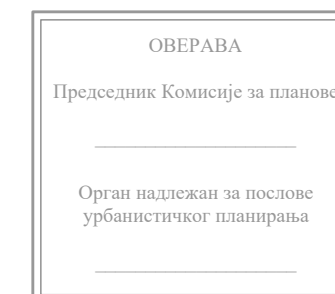 ОВЕРАВА
Председник Комисије за планове
Орган надлежан за послове
урбанистичког планирања